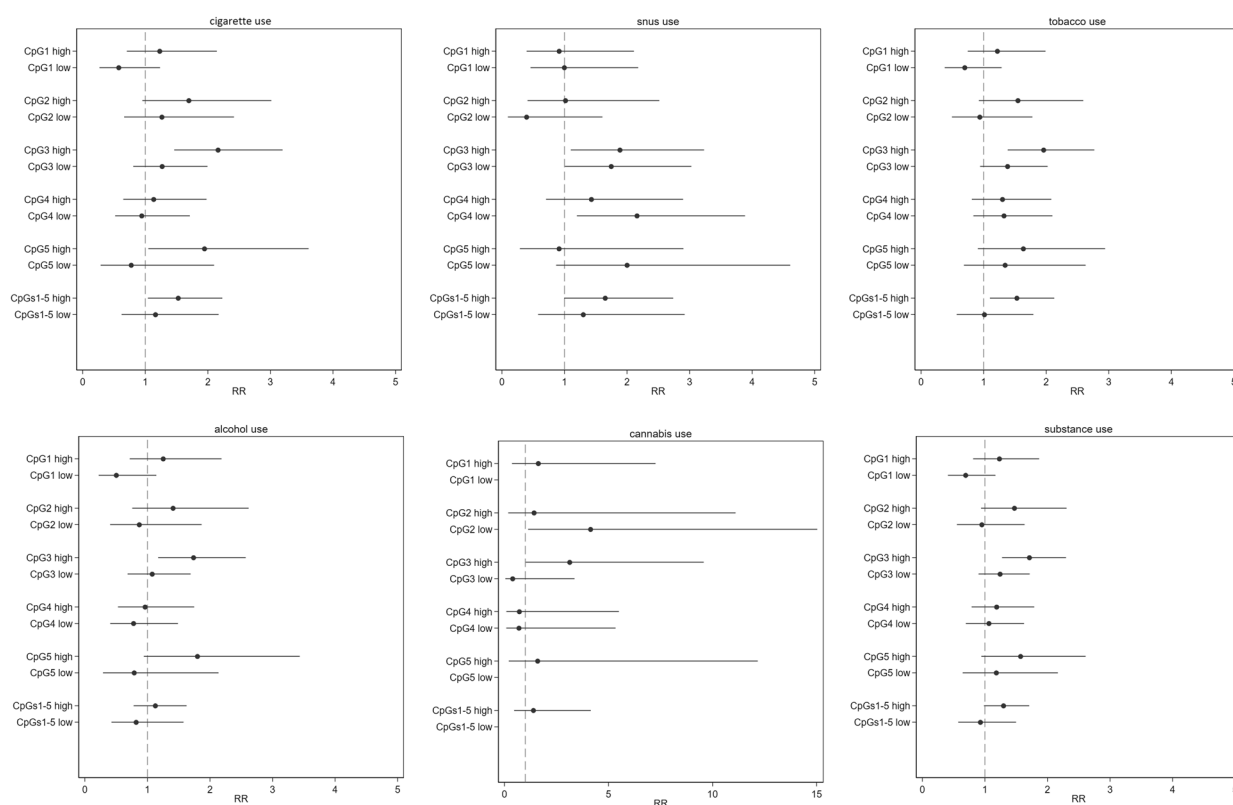 cigarette use
CpG1 high
CpG1 low
CpG2 high
CpG2 low
CpG3 high
CpG3 low
CpG4 high
CpG4 low
CpG5 high
CpG5 low
CpGs1-5 high
CpGs1-5 low
0 1 2 3 4 5
RR
snus use
CpG1 high
CpG1 low
CpG2 high
CpG2 low
CpG3 high
CpG3 low
CpG4 high
CpG4 low
CpG5 high
CpG5 low
CpGs1-5 high
CpGs1-5 low
0 1 2 3 4 5
RR
tobacco use
CpG1 high
CpG1 low
CpG2 high
CpG2 low
CpG3 high
CpG3 low
CpG4 high
CpG4 low
CpG5 high
CpG5 low
CpGs1-5 high
CpGs1-5 low
0 1 2 3 4 5
RR
alcohol use
CpG1 high
CpG1 low
CpG2 high
CpG2 low
CpG3 high
CpG3 low
CpG4 high
CpG4 low
CpG5 high
CpG5 low
CpGs1-5 high
CpGs1-5 low
0 1 2 3 4 5
RR
cannabis use
CpG1 high
CpG1 low
CpG2 high
CpG2 low
CpG3 high
CpG3 low
CpG4 high
CpG4 low
CpG5 high
CpG5 low
CpGs1-5 high
CpGs1-5 low
0 5 10 15
RR
substance use
CpG1 high
CpG1 low
CpG2 high
CpG2 low
CpG3 high
CpG3 low
CpG4 high
CpG4 low
CpG5 high
CpG5 low
CpGs1-5 high
CpGs1-5 low
0 1 2 3 4 5
RR